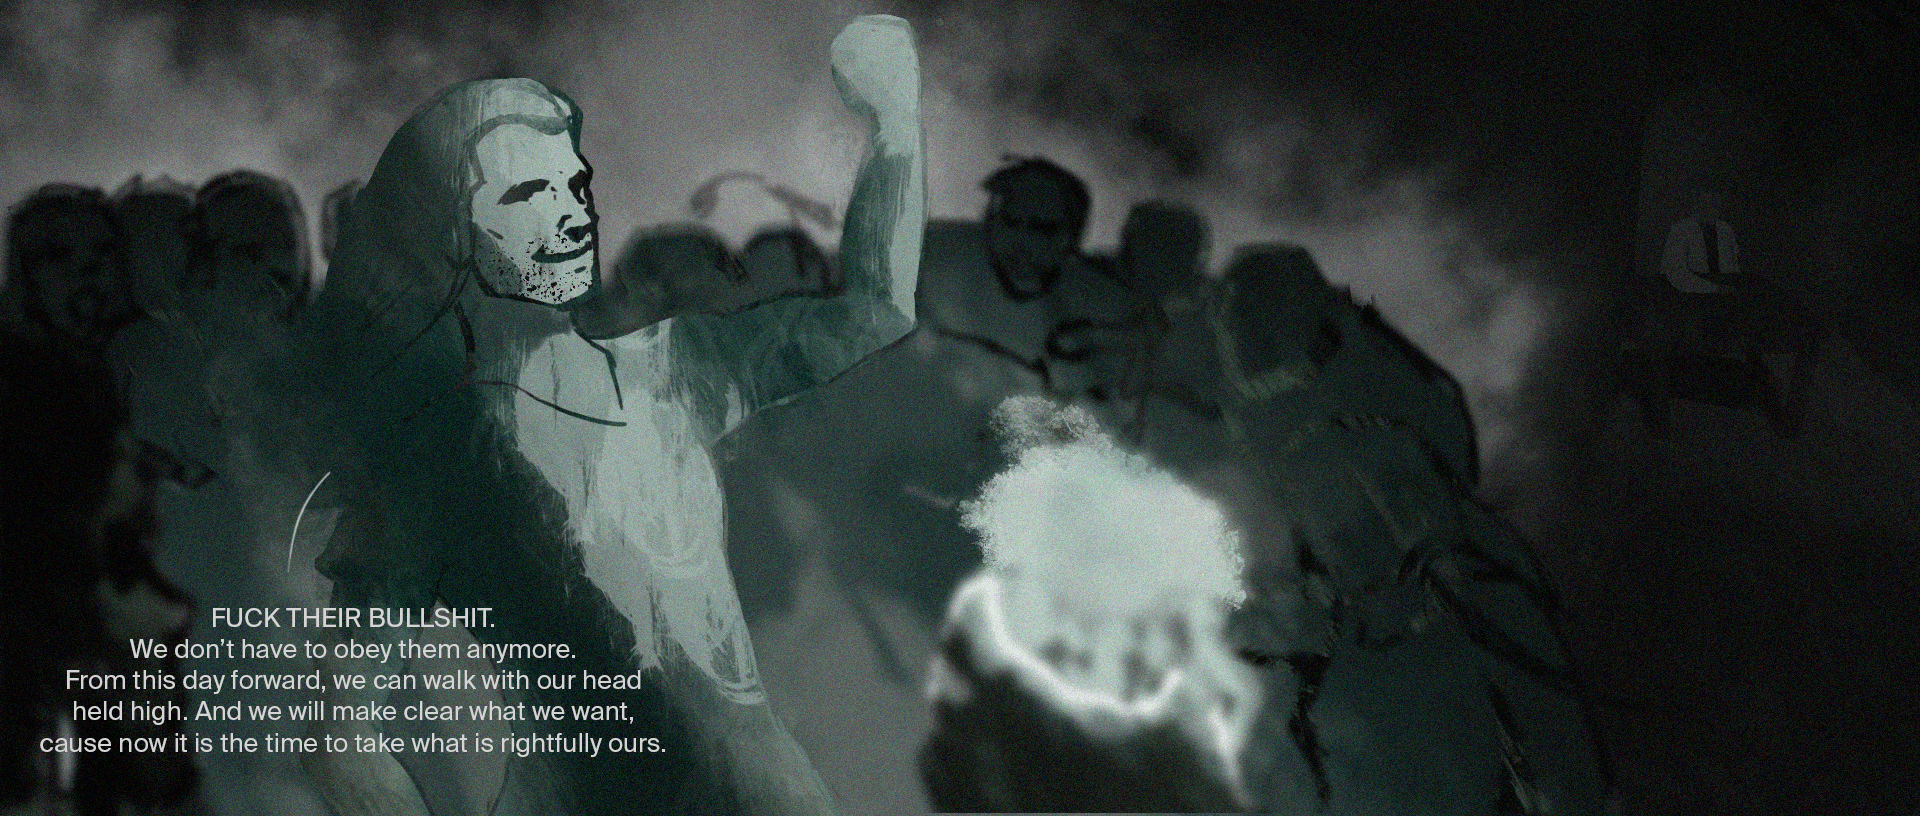 FUCK THEIR BULLSHIT.
We don’t have to obey them anymore.
From this day forward, we can walk with our head
held high. And we will make clear what we want,
cause now it is the time to take what is rightfully ours.